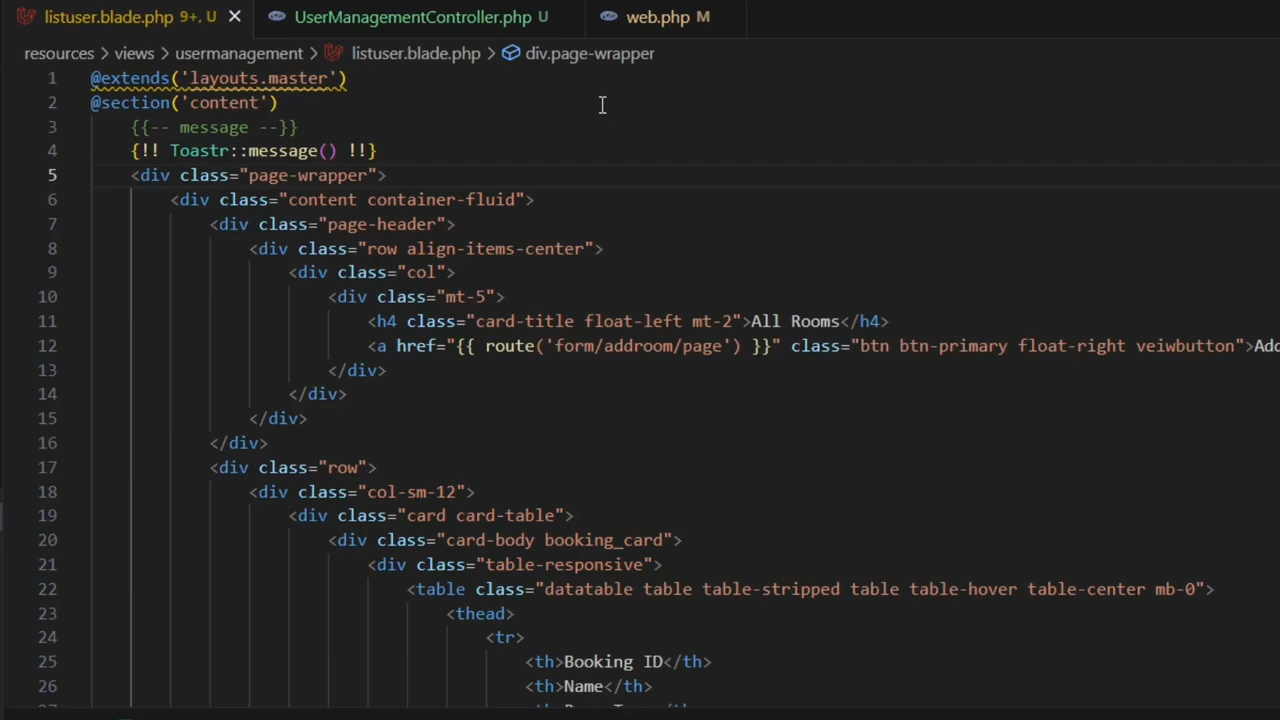 listuser.blade.php 9+, U UserManagementController.php U web.php M
resources > views > usermanagement > listuser.blade.php > div.page-wrapper
1 @extends('layouts.master')
2 @section('content')
3 {{-- message --}}
4 {!! Toastr::message() !!}
5 <div class="page-wrapper">
6 <div class="content container-fluid">
7 <div class="page-header">
8 <div class="row align-items-center">
9 <div class="col">
10 <div class="mt-5">
11 <h4 class="card-title float-left mt-2">All Rooms</h4>
12 <a href="{{ route('form/addroom/page') }}" class="btn btn-primary float-right veiwbutton">Add
13 </div>
14 </div>
15 </div>
16 </div>
17 <div class="row">
18 <div class="col-sm-12">
19 <div class="card card-table">
20 <div class="card-body booking_card">
21 <div class="table-responsive">
22 <table class="datatable table table-stripped table table-hover table-center mb-0">
23 <thead>
24 <tr>
25 <th>Booking ID</th>
26 <th>Name</th>